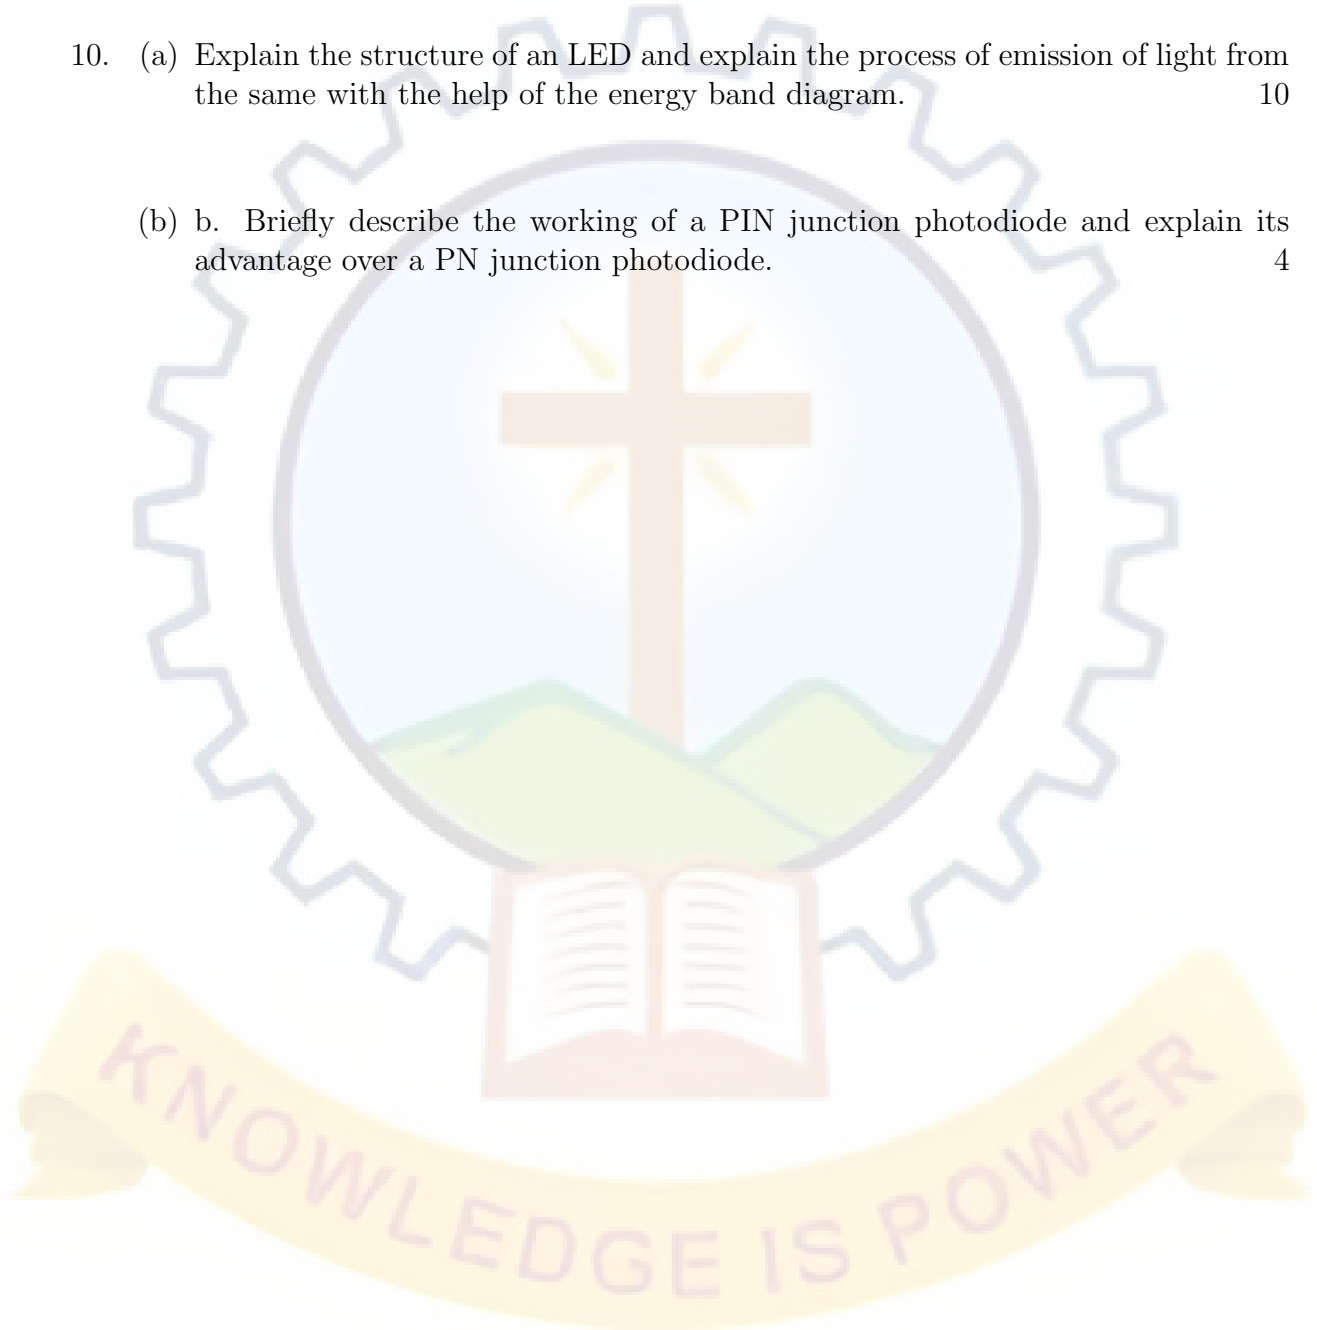 10. (a) Explain the structure of an LED and explain the process of emission of light from
the same with the help of the energy band diagram. 10
(b) b. Briefly describe the working of a PIN junction photodiode and explain its
advantage over a PN junction photodiode. 4
KNOWLEDGE IS POWER